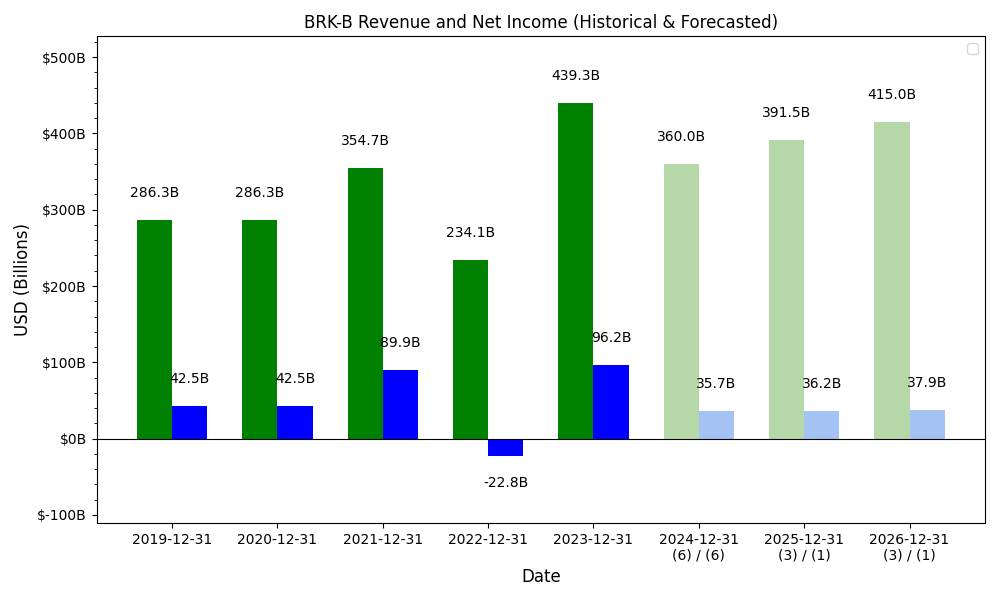 BRK-B Revenue and Net Income (Historical & Forecasted)
USD (Billions)
$500B
$400B
$300B
$200B
$100B
$0B
$-100B
286.3B
42.5B
286.3B
42.5B
354.7B
89.9B
234.1B
-22.8B
439.3B
96.2B
360.0B
35.7B
391.5B
36.2B
415.0B
37.9B
2019-12-31
2020-12-31
2021-12-31
2022-12-31
2023-12-31
2024-12-31
(6) / (6)
2025-12-31
(3) / (1)
2026-12-31
(3) / (1)
Date